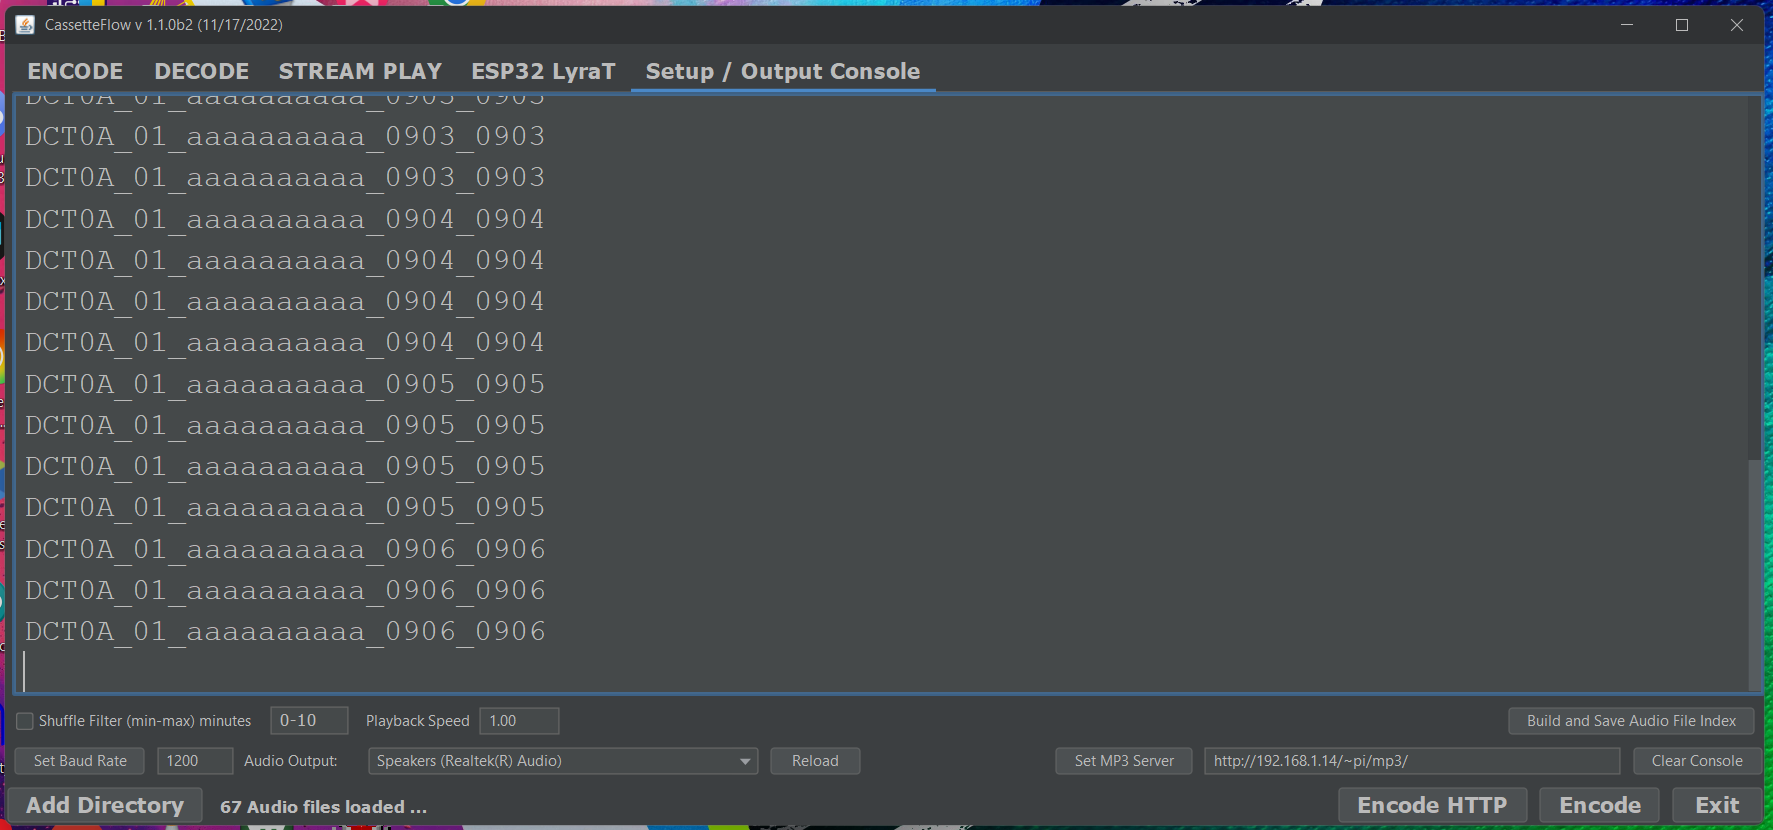 CassetteFlow v 1.1.0b2 (11/17/2022)
ENCODE DECODE STREAM PLAY ESP32 LyraT Setup / Output Console
DCT0A_01_aaaaaaaaaa_0903_0903
DCT0A_01_aaaaaaaaaa_0903_0903
DCT0A_01_aaaaaaaaaa_0903_0903
DCT0A_01_aaaaaaaaaa_0904_0904
DCT0A_01_aaaaaaaaaa_0904_0904
DCT0A_01_aaaaaaaaaa_0904_0904
DCT0A_01_aaaaaaaaaa_0904_0904
DCT0A_01_aaaaaaaaaa_0905_0905
DCT0A_01_aaaaaaaaaa_0905_0905
DCT0A_01_aaaaaaaaaa_0905_0905
DCT0A_01_aaaaaaaaaa_0905_0905
DCT0A_01_aaaaaaaaaa_0906_0906
DCT0A_01_aaaaaaaaaa_0906_0906
DCT0A_01_aaaaaaaaaa_0906_0906
Shuffle Filter (min-max) minutes 0-10 Playback Speed 1.00 Build and Save Audio File Index
Set Baud Rate 1200 Audio Output: Speakers (Realtek(R) Audio) Reload Set MP3 Server http://192.168.1.14/~pi/mp3/ Clear Console
Add Directory 67 Audio files loaded ... Encode HTTP Encode Exit